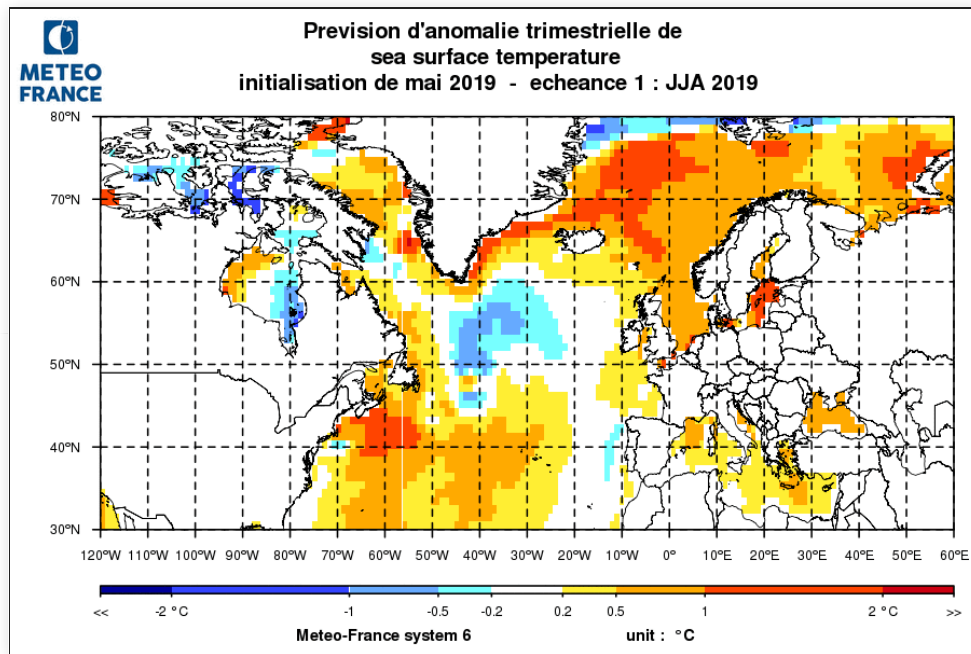 METEO
FRANCE
Prevision d'anomalie trimestrielle de
sea surface temperature
initialisation de mai 2019 - echeance 1 : JJA 2019
80°N
70°N
60°N
50°N
40°N
30°N
120°W 110°W 100°W 90°W 80°W 70°W 60°W 50°W 40°W 30°W 20°W 10°W 0° 10°E 20°E 30°E 40°E 50°E 60°E
<< -2 °C -1 -0.5 -0.2 0.2 0.5 1 2 °C >>
Meteo-France system 6 unit : °C